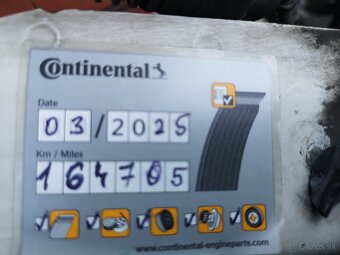 Continental
Date
03/2025
Km / Miles
164705
www.continental-engineparts.com